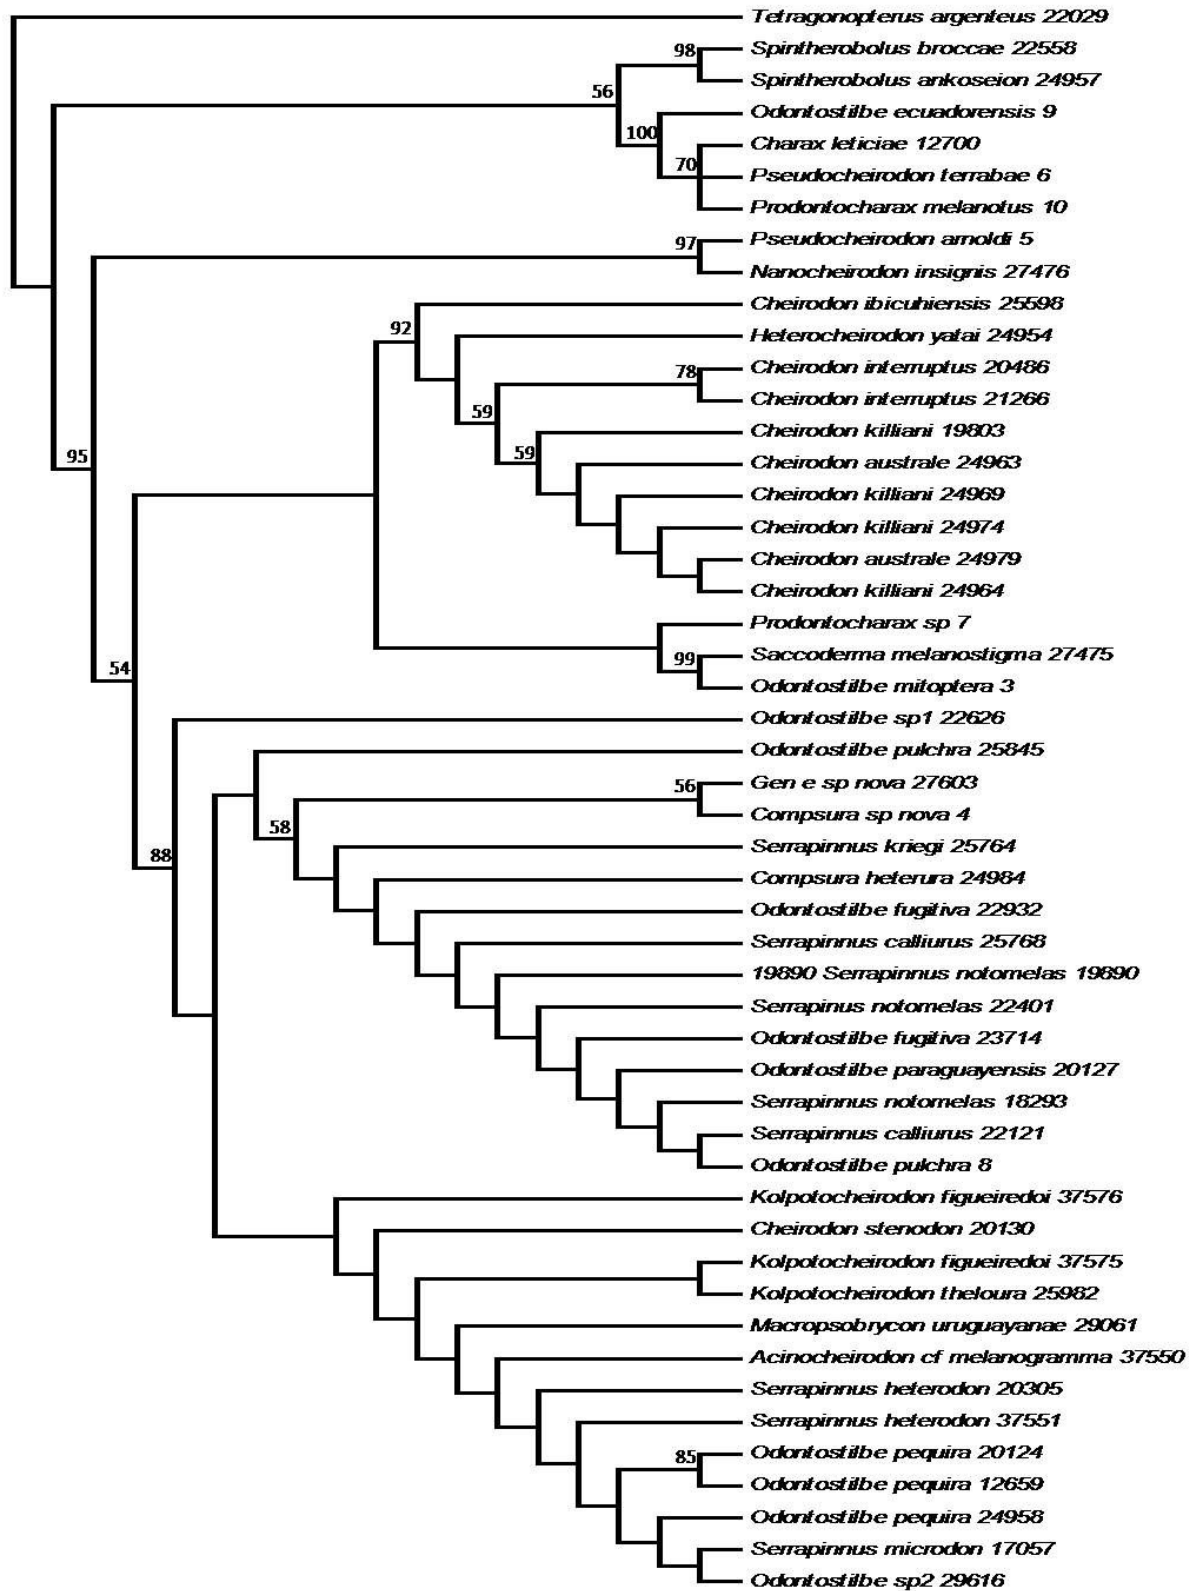 Tetragonopterus argenteus 22029
98 Spintherobolus broccae 22558
Spintherobolus ankoseion 24957
56
Odontostilbe ecuadorensis 9
100
Charax leticiae 12700
70 Pseudocheirodon terrabae 6
Prodontocharax melanotus 10
97 Pseudocheirodon arnoldi 5
Nanocheirodon insignis 27476
Cheirodon ibicuhiensis 25598
92
Heterocheirodon yatai 24954
78 Cheirodon interruptus 20486
Cheirodon interruptus 21266
59
Cheirodon killiani 19803
59
95
Cheirodon australe 24963
Cheirodon killiani 24969
Cheirodon killiani 24974
Cheirodon australe 24979
Cheirodon killiani 24964
Prodontocharax sp 7
99 Saccoderma melanostigma 27475
54
Odontostilbe mitoptera 3
Odontostilbe sp1 22626
Odontostilbe pulchra 25845
56 Gen e sp nova 27603
Compsura sp nova 4
58
Serrapinnus kriegi 25764
88
Compsura heterura 24984
Odontostilbe fugitiva 22932
Serrapinnus calliurus 25768
19890 Serrapinnus notomelas 19890
Serrapinus notomelas 22401
Odontostilbe fugitiva 23714
Odontostilbe paraguayensis 20127
Serrapinnus notomelas 18293
Serrapinnus calliurus 22121
Odontostilbe pulchra 8
Kolpotocheirodon figueiredoi 37576
Cheirodon stenodon 20130
Kolpotocheirodon figueiredoi 37575
Kolpotocheirodon theloura 25982
Macropsobrycon uruguayanae 29061
Acinocheirodon cf melanogramma 37550
Serrapinnus heterodon 20305
Serrapinnus heterodon 37551
85 Odontostilbe pequira 20124
Odontostilbe pequira 12659
Odontostilbe pequira 24958
Serrapinnus microdon 17057
Odontostilbe sp2 29616